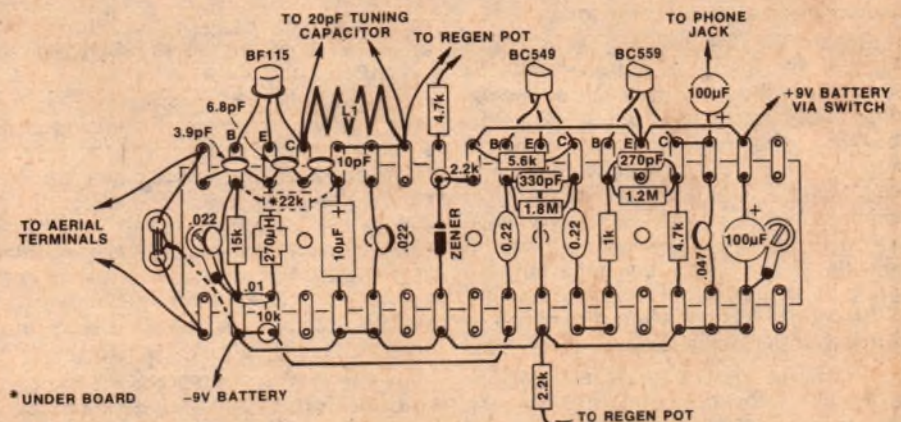 TO 20pF TUNING
CAPACITOR
TO REGEN POT
TO PHONE
JACK
BF115
BC549
BC559
100µF
+
+9V BATTERY
VIA SWITCH
6.8pF
3.9pF
B
E
C
L1
4.7k
10pF
2.2k
B
E
C
5.6k
330pF
1.8M
B
E
C
270pF
1.2M
*22k
TO AERIAL
TERMINALS
.022
15k
270µH
10µF
+
.022
ZENER
0.22
0.22
1k
4.7k
.047
100µF
+
.01
10k
-9V BATTERY
2.2k
*UNDER BOARD
TO REGEN POT